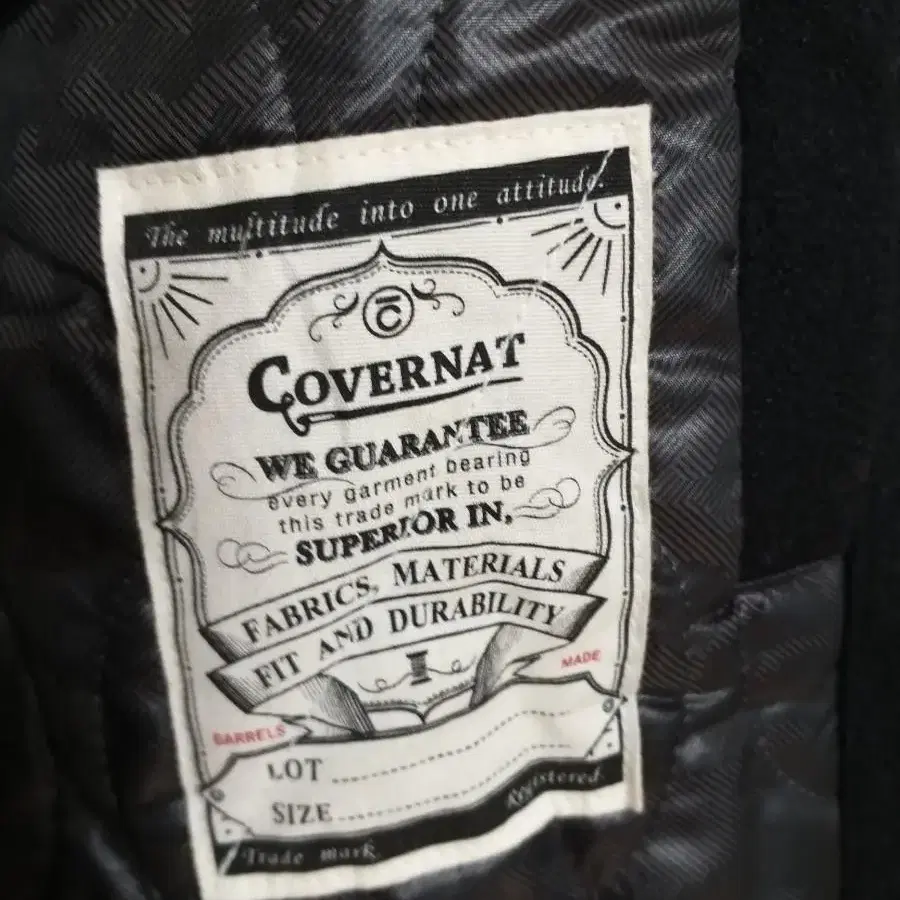 The multitude into one attitude.
C
COVERNAT
WE GUARANTEE
every garment bearing
this trade mark to be
SUPERIOR IN,
FABRICS, MATERIALS
FIT AND DURABILITY
MADE
BARRELS
LOT
SIZE
Registered.
Trade mark.